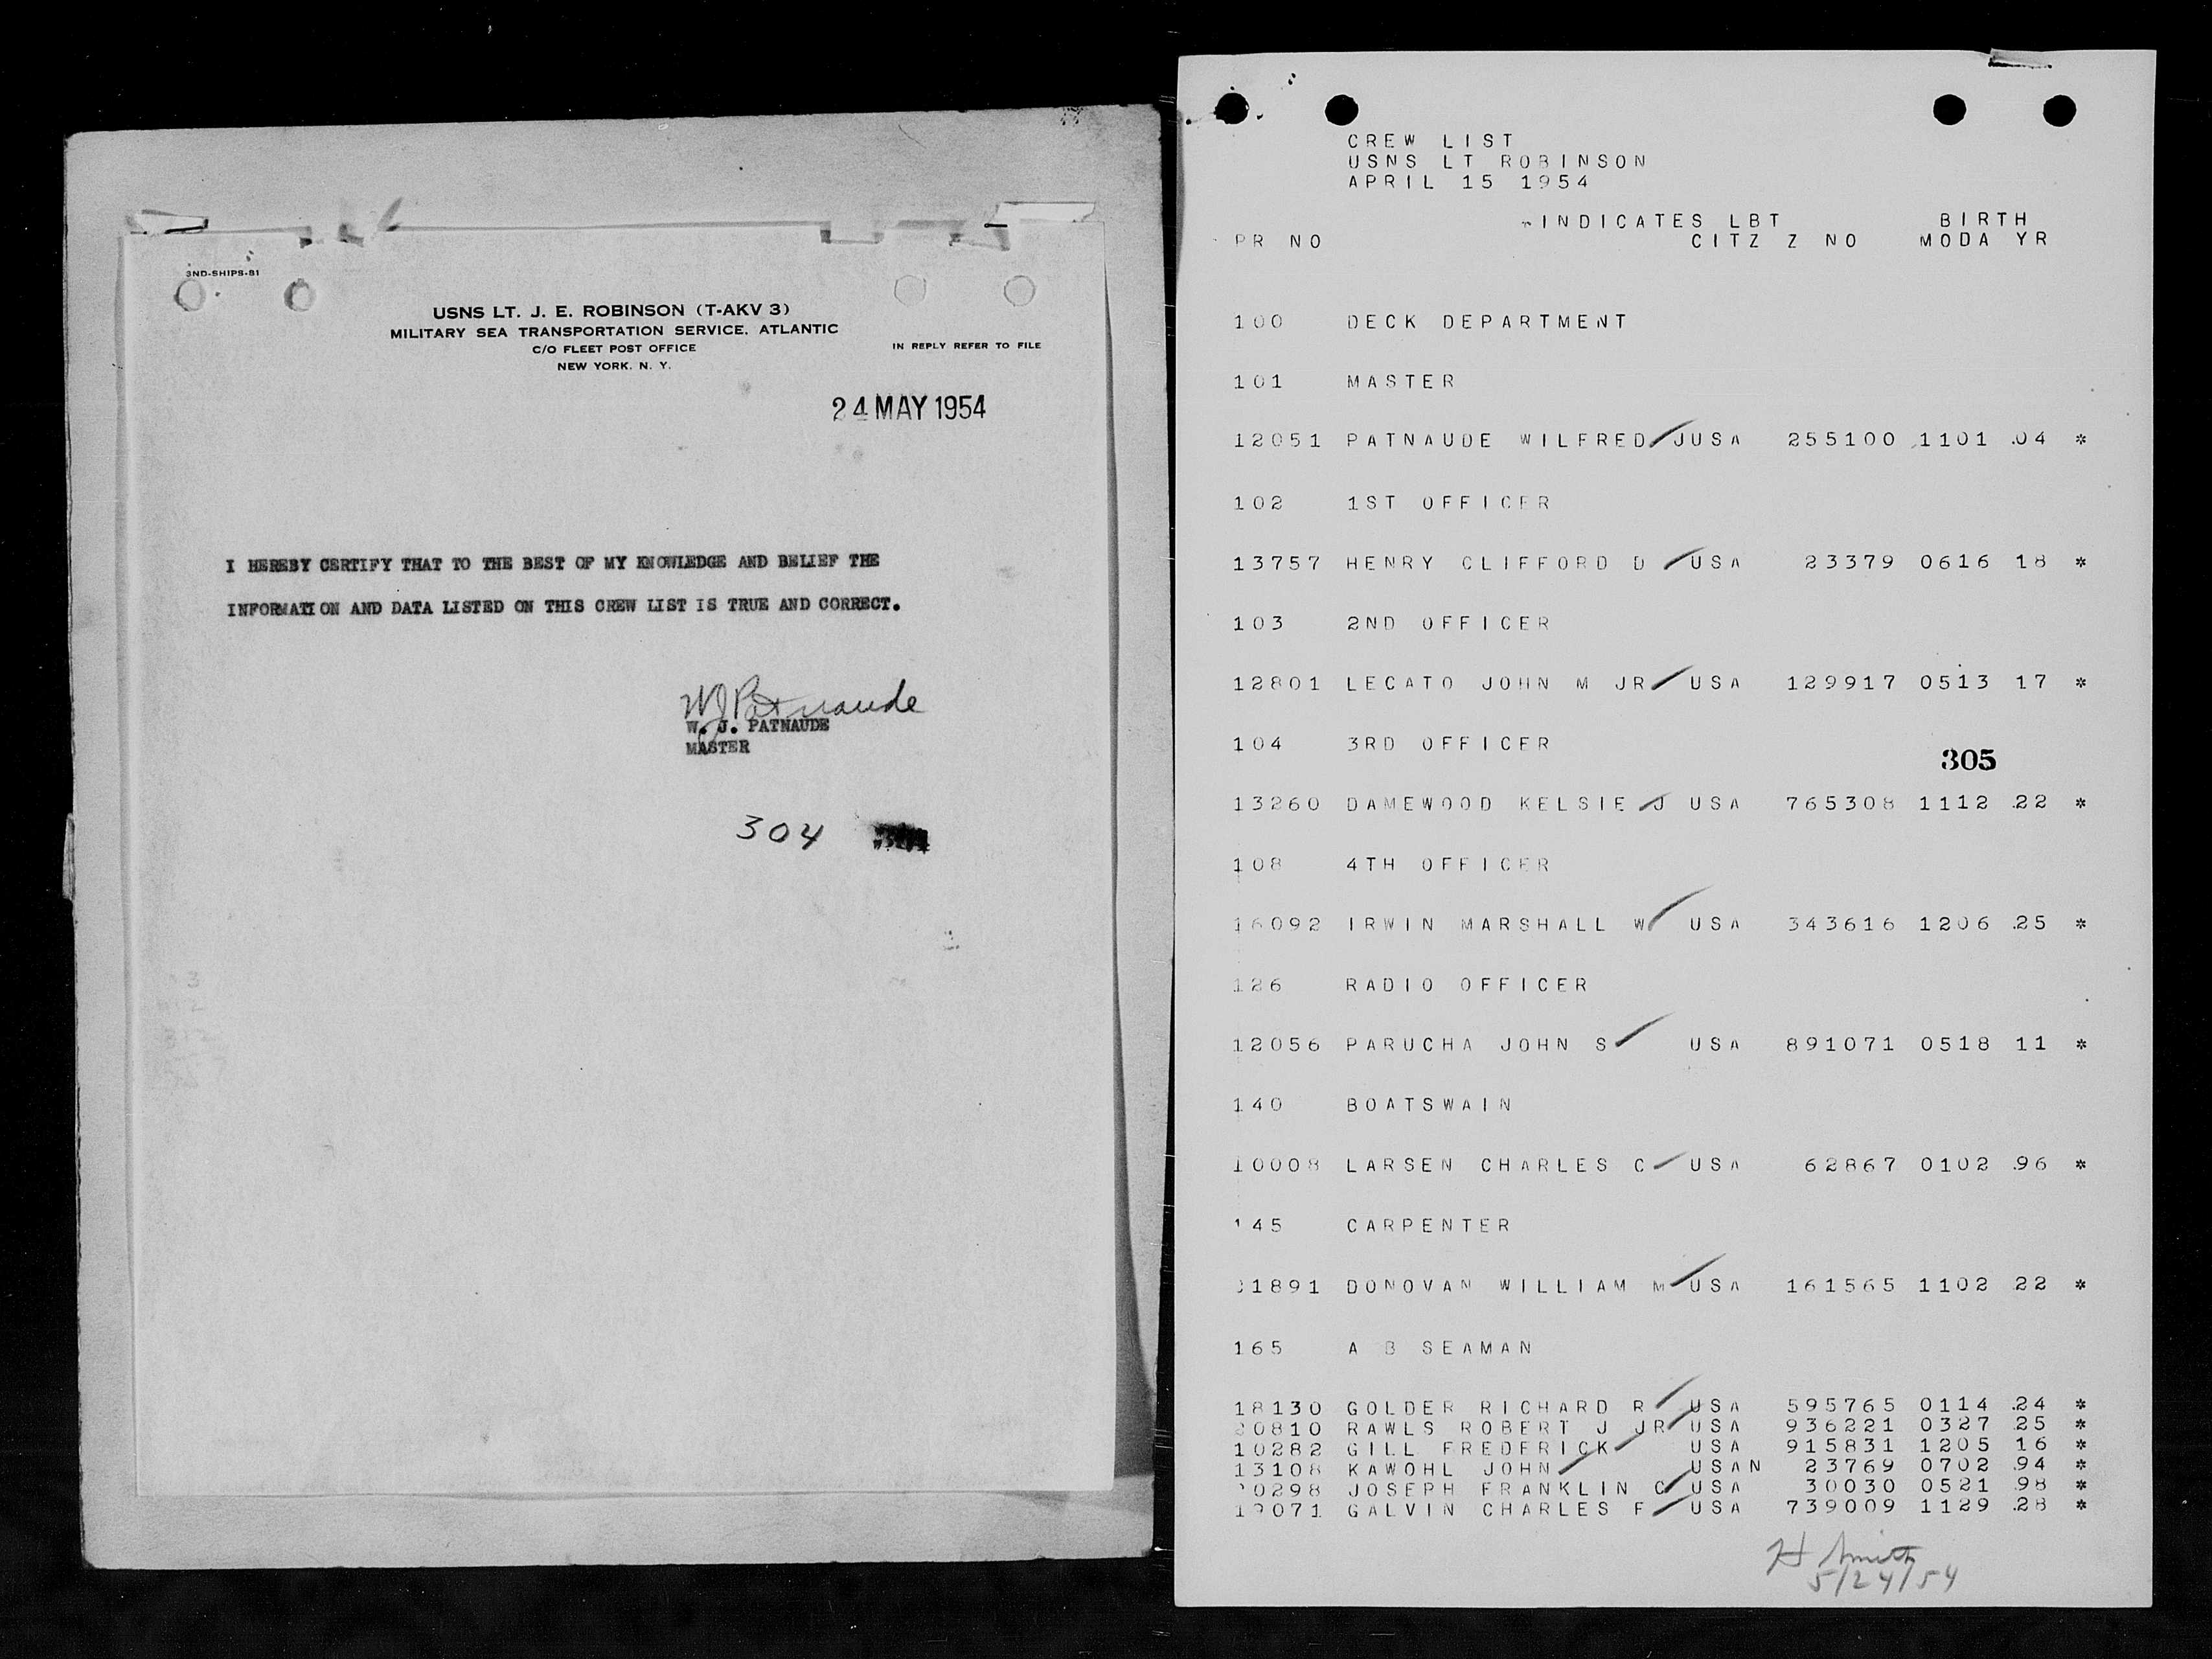 3ND-SHIPS-81
USNS LT. J. E. ROBINSON (T-AKV 3)
MILITARY SEA TRANSPORTATION SERVICE, ATLANTIC
C/O FLEET POST OFFICE
IN REPLY REFER TO FILE
NEW YORK, N. Y.
24 MAY 1954
I HEREBY CERTIFY THAT TO THE BEST OF MY KNOWLEDGE AND BELIEF THE
INFORMATION AND DATA LISTED ON THIS CREW LIST IS TRUE AND CORRECT.
W J Patnaude
W. J. PATNAUDE
MASTER
304
CREW LIST
USNS LT ROBINSON
APRIL 15 1954
*INDICATES LBT BIRTH
PR NO CITZ Z NO MODA YR
100 DECK DEPARTMENT
101 MASTER
12051 PATNAUDE WILFRED JUSA 255100 1101 04 *
102 1ST OFFICER
13757 HENRY CLIFFORD D USA 23379 0616 18 *
103 2ND OFFICER
12801 LECATO JOHN M JR USA 129917 0513 17 *
104 3RD OFFICER
305
13260 DAMEWOOD KELSIE J USA 765308 1112 22 *
108 4TH OFFICER
16092 IRWIN MARSHALL W USA 343616 1206 25 *
126 RADIO OFFICER
12056 PARUCHA JOHN S USA 891071 0518 11 *
140 BOATSWAIN
10008 LARSEN CHARLES C USA 62867 0102 96 *
145 CARPENTER
1891 DONOVAN WILLIAM M USA 161565 1102 22 *
165 A B SEAMAN
18130 GOLDER RICHARD R USA 595765 0114 24 *
0810 RAWLS ROBERT J JR USA 936221 0327 25 *
10282 GILL FREDERICK USA 915831 1205 16 *
13108 KAWOHL JOHN USAN 23769 0702 94 *
0298 JOSEPH FRANKLIN C USA 30030 0521 98 *
19071 GALVIN CHARLES F USA 739009 1129 28 *
H Smith
5/24/54